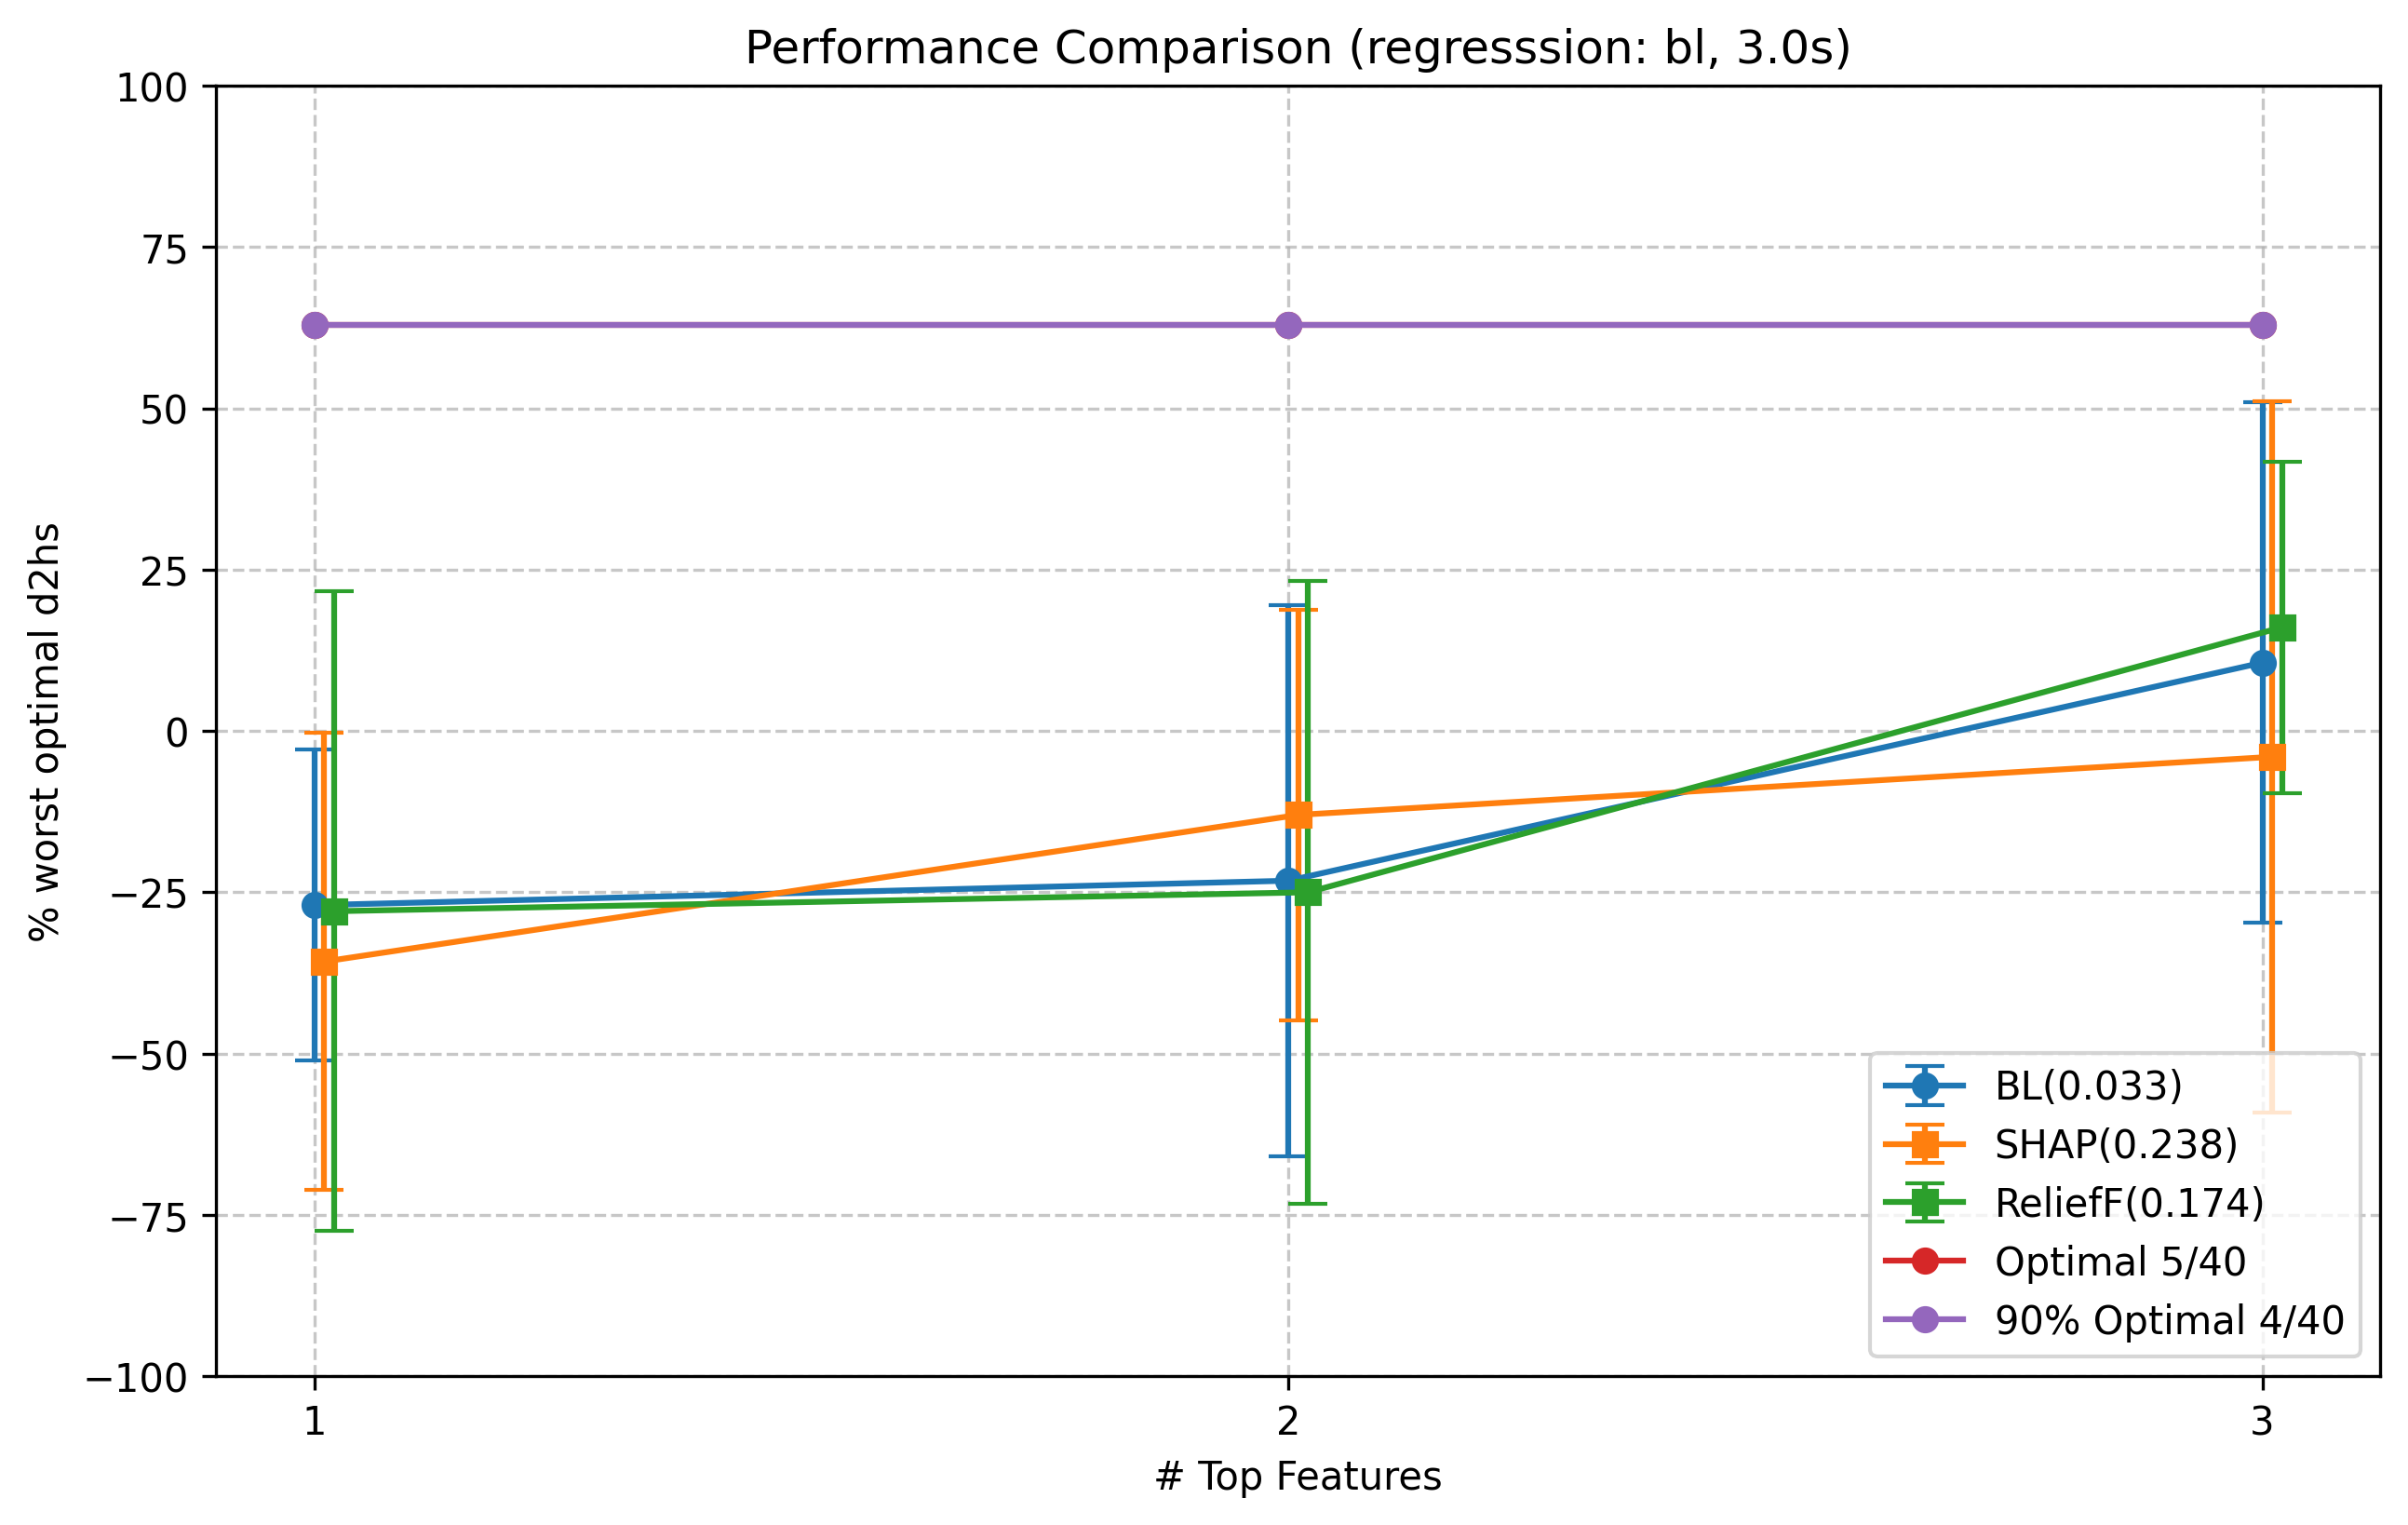 Performance Comparison (regresssion: bl, 3.0s)
% worst optimal d2hs
100
75
50
25
0
−25
−50
−75
−100
BL(0.033)
SHAP(0.238)
ReliefF(0.174)
Optimal 5/40
90% Optimal 4/40
1
2
3
# Top Features